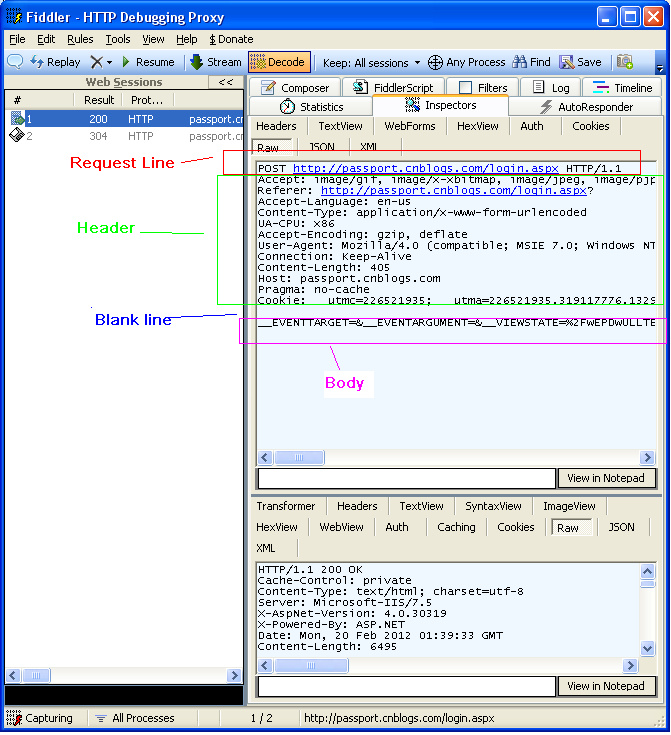 Fiddler - HTTP Debugging Proxy
File Edit Rules Tools View Help $ Donate
Replay X Resume Stream Decode Keep: All sessions Any Process Find Save
Web Sessions <<
# Result Prot...
1 200 HTTP passport.cn
2 304 HTTP passport.cn
Composer FiddlerScript Filters Log Timeline
Statistics Inspectors AutoResponder
Headers TextView WebForms HexView Auth Cookies
Raw JSON XML
Request Line
POST http://passport.cnblogs.com/login.aspx HTTP/1.1
Accept: image/gif, image/x-xbitmap, image/jpeg, image/pjp
Referer: http://passport.cnblogs.com/login.aspx?
Accept-Language: en-us
Content-Type: application/x-www-form-urlencoded
UA-CPU: x86
Accept-Encoding: gzip, deflate
User-Agent: Mozilla/4.0 (compatible; MSIE 7.0; Windows NT
Connection: Keep-Alive
Content-Length: 405
Host: passport.cnblogs.com
Pragma: no-cache
Cookie: __utmc=226521935; __utma=226521935.319117776.1329
Header
Blank line
__EVENTTARGET=&__EVENTARGUMENT=&__VIEWSTATE=%2FwEPDwULLTE
Body
View in Notepad
Transformer Headers TextView SyntaxView ImageView
HexView WebView Auth Caching Cookies Raw JSON
XML
HTTP/1.1 200 OK
Cache-Control: private
Content-Type: text/html; charset=utf-8
Server: Microsoft-IIS/7.5
X-AspNet-Version: 4.0.30319
X-Powered-By: ASP.NET
Date: Mon, 20 Feb 2012 01:39:33 GMT
Content-Length: 6495
View in Notepad
Capturing All Processes 1 / 2 http://passport.cnblogs.com/login.aspx